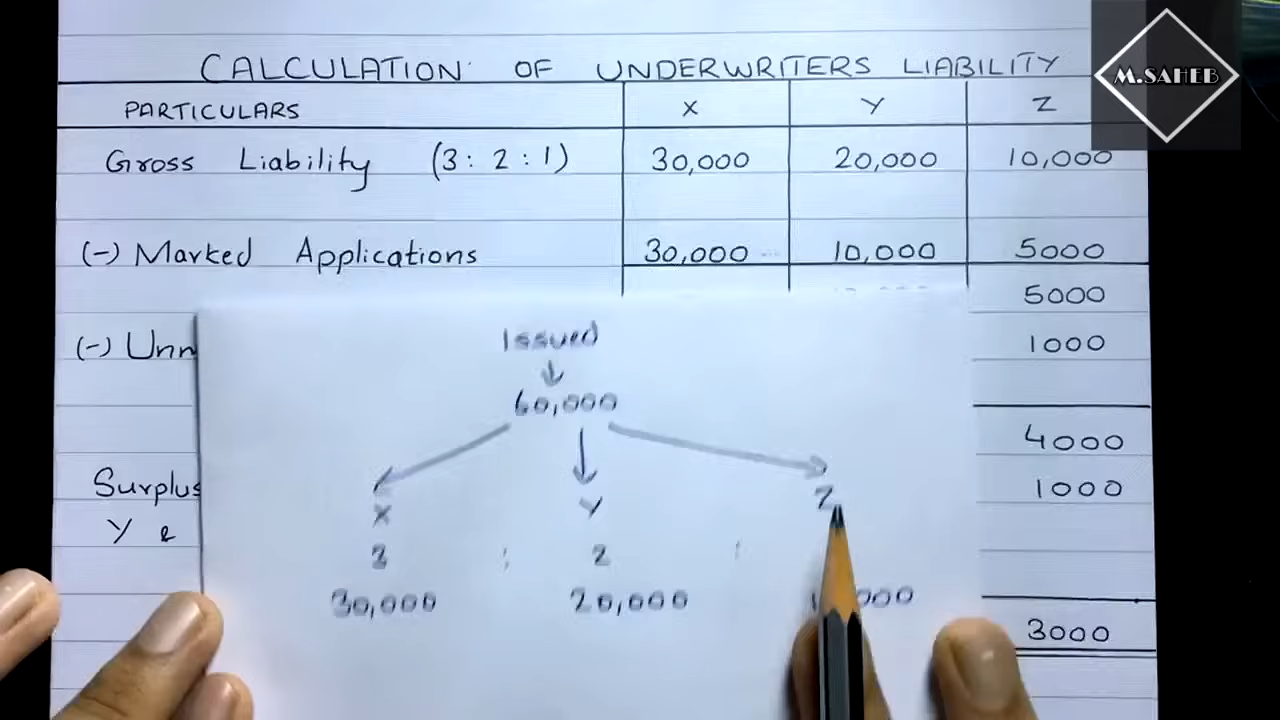 CALCULATION OF UNDERWRITERS LIABILITY
M.SAHEB
PARTICULARS X Y Z
Gross Liability (3:2:1) 30,000 20,000 10,000
(-) Marked Applications 30,000 10,000 5000
5000
(-) 1000
4000
Surplus 1000
Y &
3000
Issued
↓
60,000
X Y Z
3 : 2 :
30,000 20,000